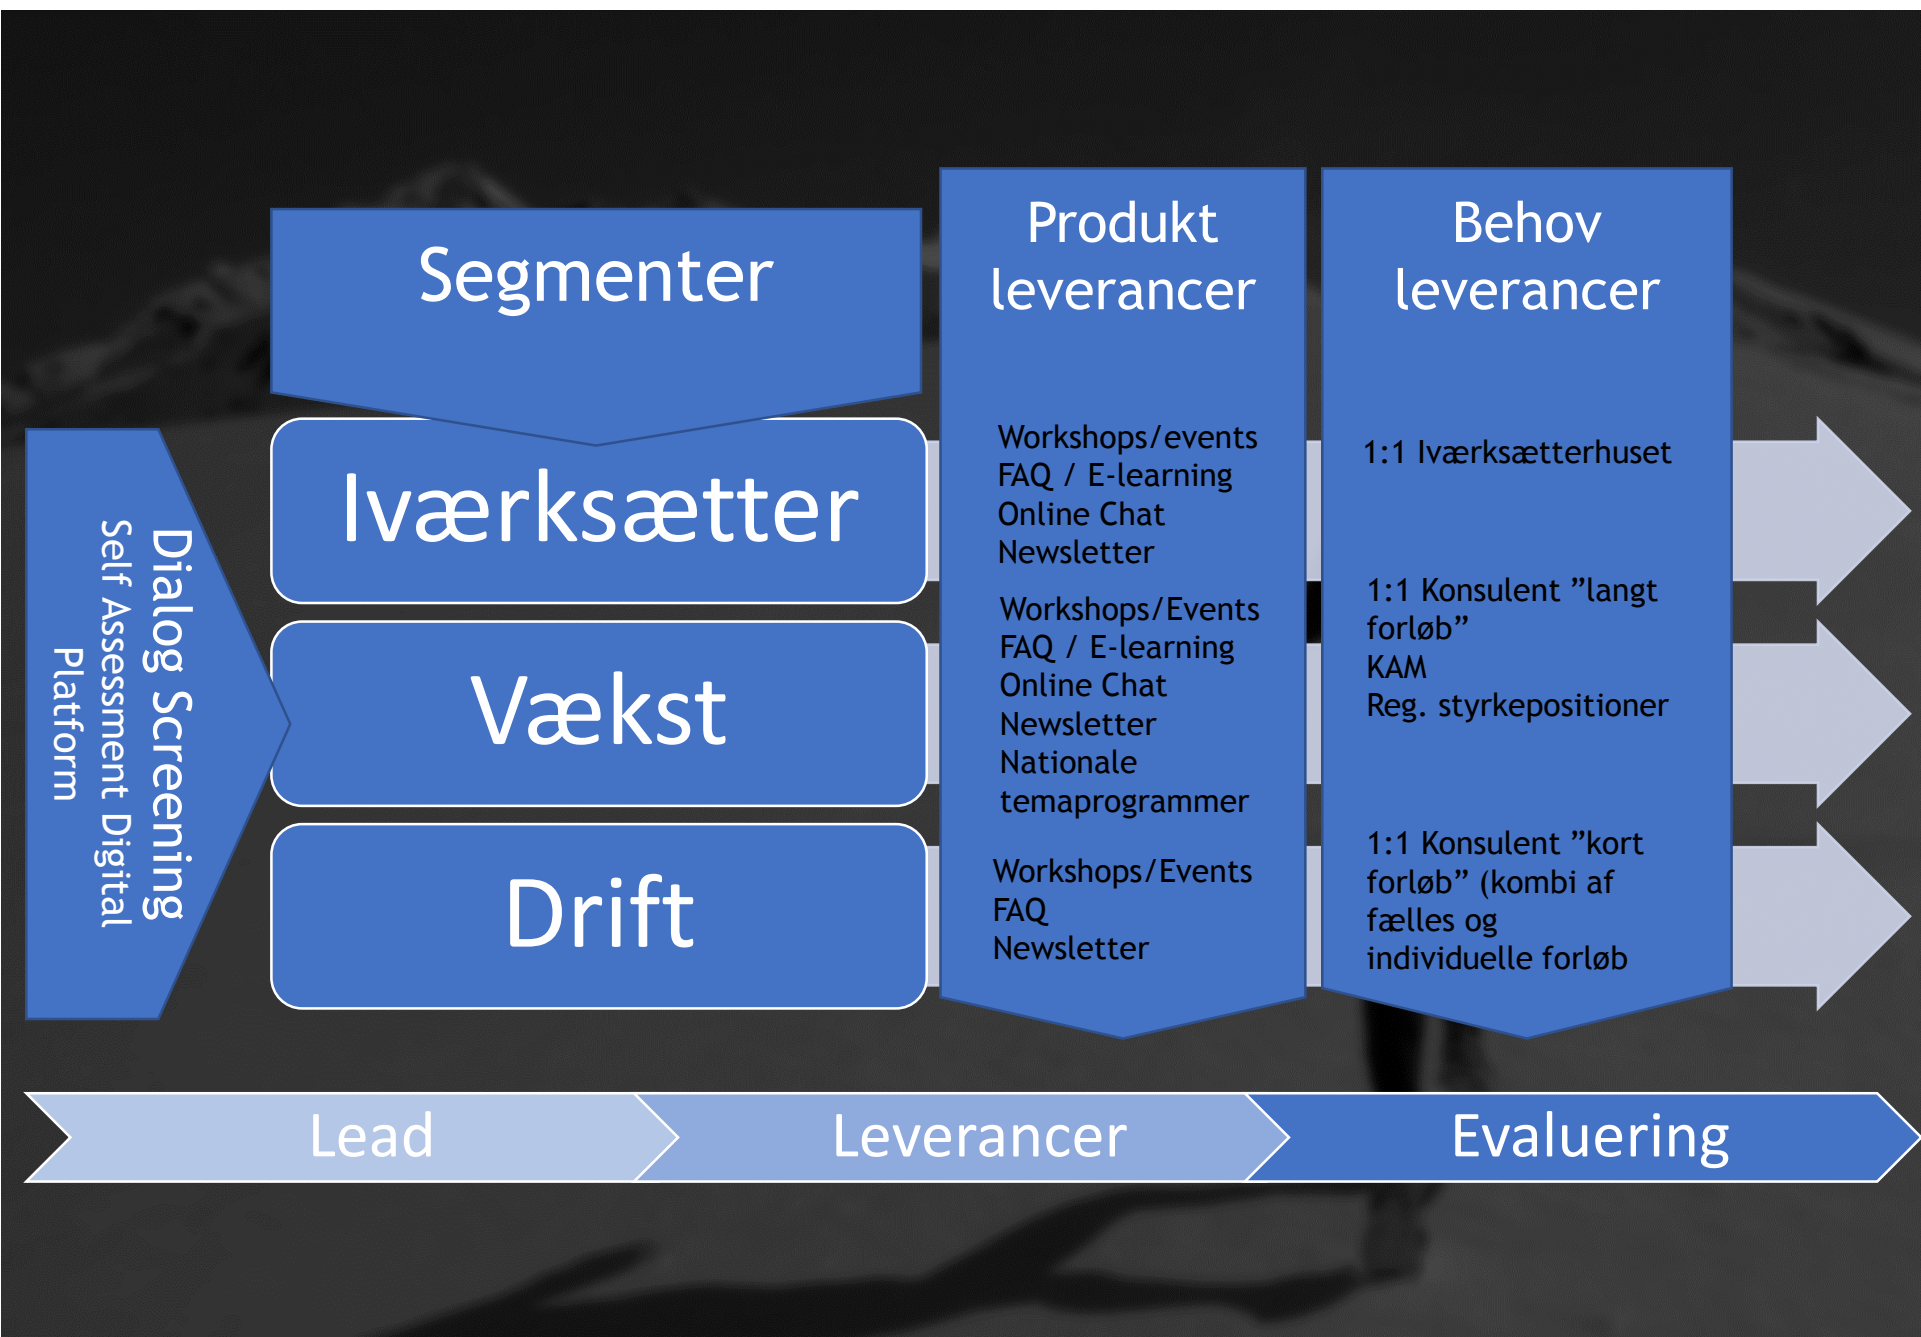 Segmenter
Produkt
leverancer
Behov
leverancer
Dialog Screening
Self Assessment Digital
Platform
Iværksætter
Workshops/events
FAQ / E-learning
Online Chat
Newsletter
1:1 Iværksætterhuset
Vækst
Workshops/Events
FAQ / E-learning
Online Chat
Newsletter
Nationale
temaprogrammer
1:1 Konsulent ”langt
forløb”
KAM
Reg. styrkepositioner
Drift
Workshops/Events
FAQ
Newsletter
1:1 Konsulent ”kort
forløb” (kombi af
fælles og
individuelle forløb
Lead
Leverancer
Evaluering